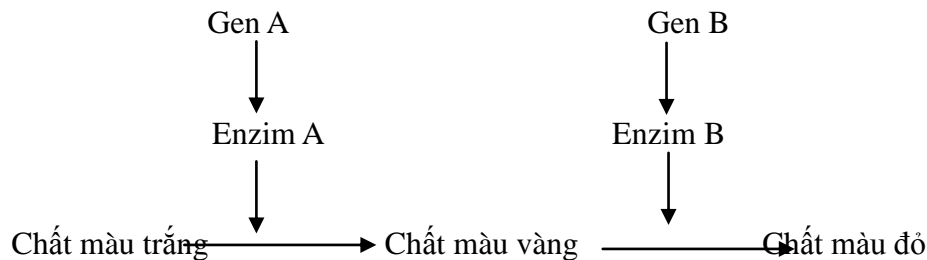 Gen A Gen B
Enzim A Enzim B
Chất màu trắng Chất màu vàng Chất màu đỏ